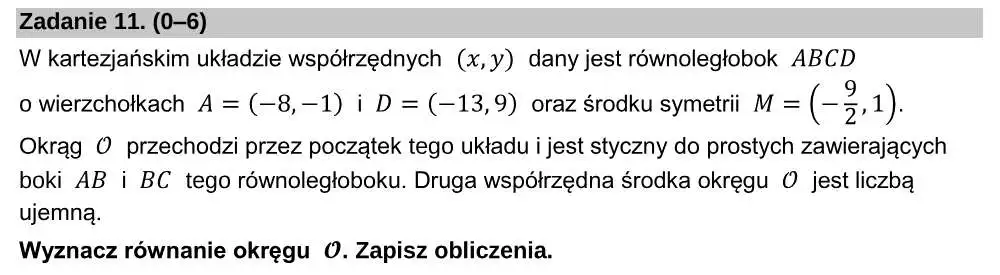 Zadanie 11. (0–6)
W kartezjańskim układzie współrzędnych (x, y) dany jest równoległobok ABCD
o wierzchołkach A = (−8, −1) i D = (−13, 9) oraz środku symetrii M = (−9/2, 1).
Okrąg 𝒪 przechodzi przez początek tego układu i jest styczny do prostych zawierających
boki AB i BC tego równoległoboku. Druga współrzędna środka okręgu 𝒪 jest liczbą
ujemną.
Wyznacz równanie okręgu 𝒪. Zapisz obliczenia.